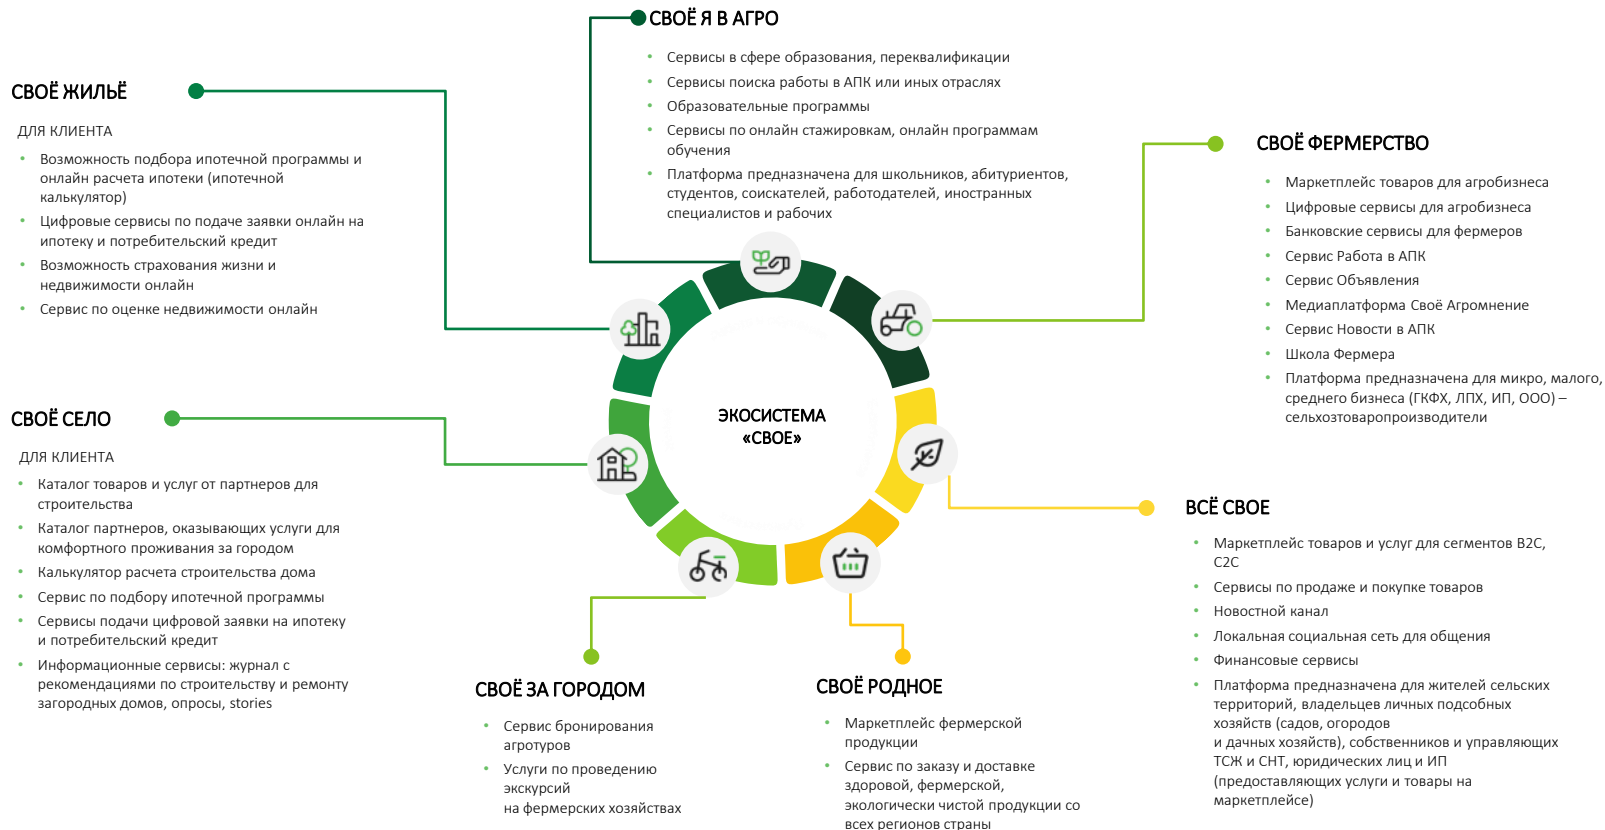 СВОЁ Я В АГРО
• Сервисы в сфере образования, переквалификации
• Сервисы поиска работы в АПК или иных отраслях
• Образовательные программы
• Сервисы по онлайн стажировкам, онлайн программам
обучения
• Платформа предназначена для школьников, абитуриентов,
студентов, соискателей, работодателей, иностранных
специалистов и рабочих
СВОЁ ЖИЛЬЁ
ДЛЯ КЛИЕНТА
• Возможность подбора ипотечной программы и
онлайн расчета ипотеки (ипотечной
калькулятор)
• Цифровые сервисы по подаче заявки онлайн на
ипотеку и потребительский кредит
• Возможность страхования жизни и
недвижимости онлайн
• Сервис по оценке недвижимости онлайн
СВОЁ ФЕРМЕРСТВО
• Маркетплейс товаров для агробизнеса
• Цифровые сервисы для агробизнеса
• Банковские сервисы для фермеров
• Сервис Работа в АПК
• Сервис Объявления
• Медиаплатформа Своё Агромнение
• Сервис Новости в АПК
• Школа Фермера
• Платформа предназначена для микро, малого,
среднего бизнеса (ГКФХ, ЛПХ, ИП, ООО) –
сельхозтоваропроизводители
ЭКОСИСТЕМА
«СВОЕ»
СВОЁ СЕЛО
ДЛЯ КЛИЕНТА
• Каталог товаров и услуг от партнеров для
строительства
• Каталог партнеров, оказывающих услуги для
комфортного проживания за городом
• Калькулятор расчета строительства дома
• Сервис по подбору ипотечной программы
• Сервисы подачи цифровой заявки на ипотеку
и потребительский кредит
• Информационные сервисы: журнал с
рекомендациями по строительству и ремонту
загородных домов, опросы, stories
ВСЁ СВОЕ
• Маркетплейс товаров и услуг для сегментов B2C,
C2C
• Сервисы по продаже и покупке товаров
• Новостной канал
• Локальная социальная сеть для общения
• Финансовые сервисы
• Платформа предназначена для жителей сельских
территорий, владельцев личных подсобных
хозяйств (садов, огородов
и дачных хозяйств), собственников и управляющих
ТСЖ и СНТ, юридических лиц и ИП
(предоставляющих услуги и товары на
маркетплейсе)
СВОЁ ЗА ГОРОДОМ
• Сервис бронирования
агротуров
• Услуги по проведению
экскурсий
на фермерских хозяйствах
СВОЁ РОДНОЕ
• Маркетплейс фермерской
продукции
• Сервис по заказу и доставке
здоровой, фермерской,
экологически чистой продукции со
всех регионов страны